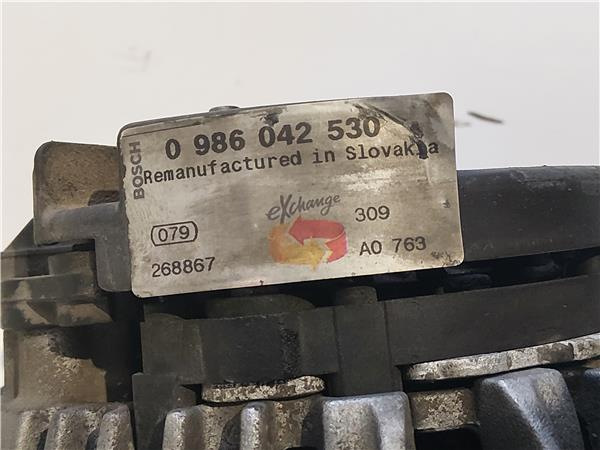 BOSCH
0 986 042 530
Remanufactured in Slovakia
eXchange
309
079
268867
A0 763